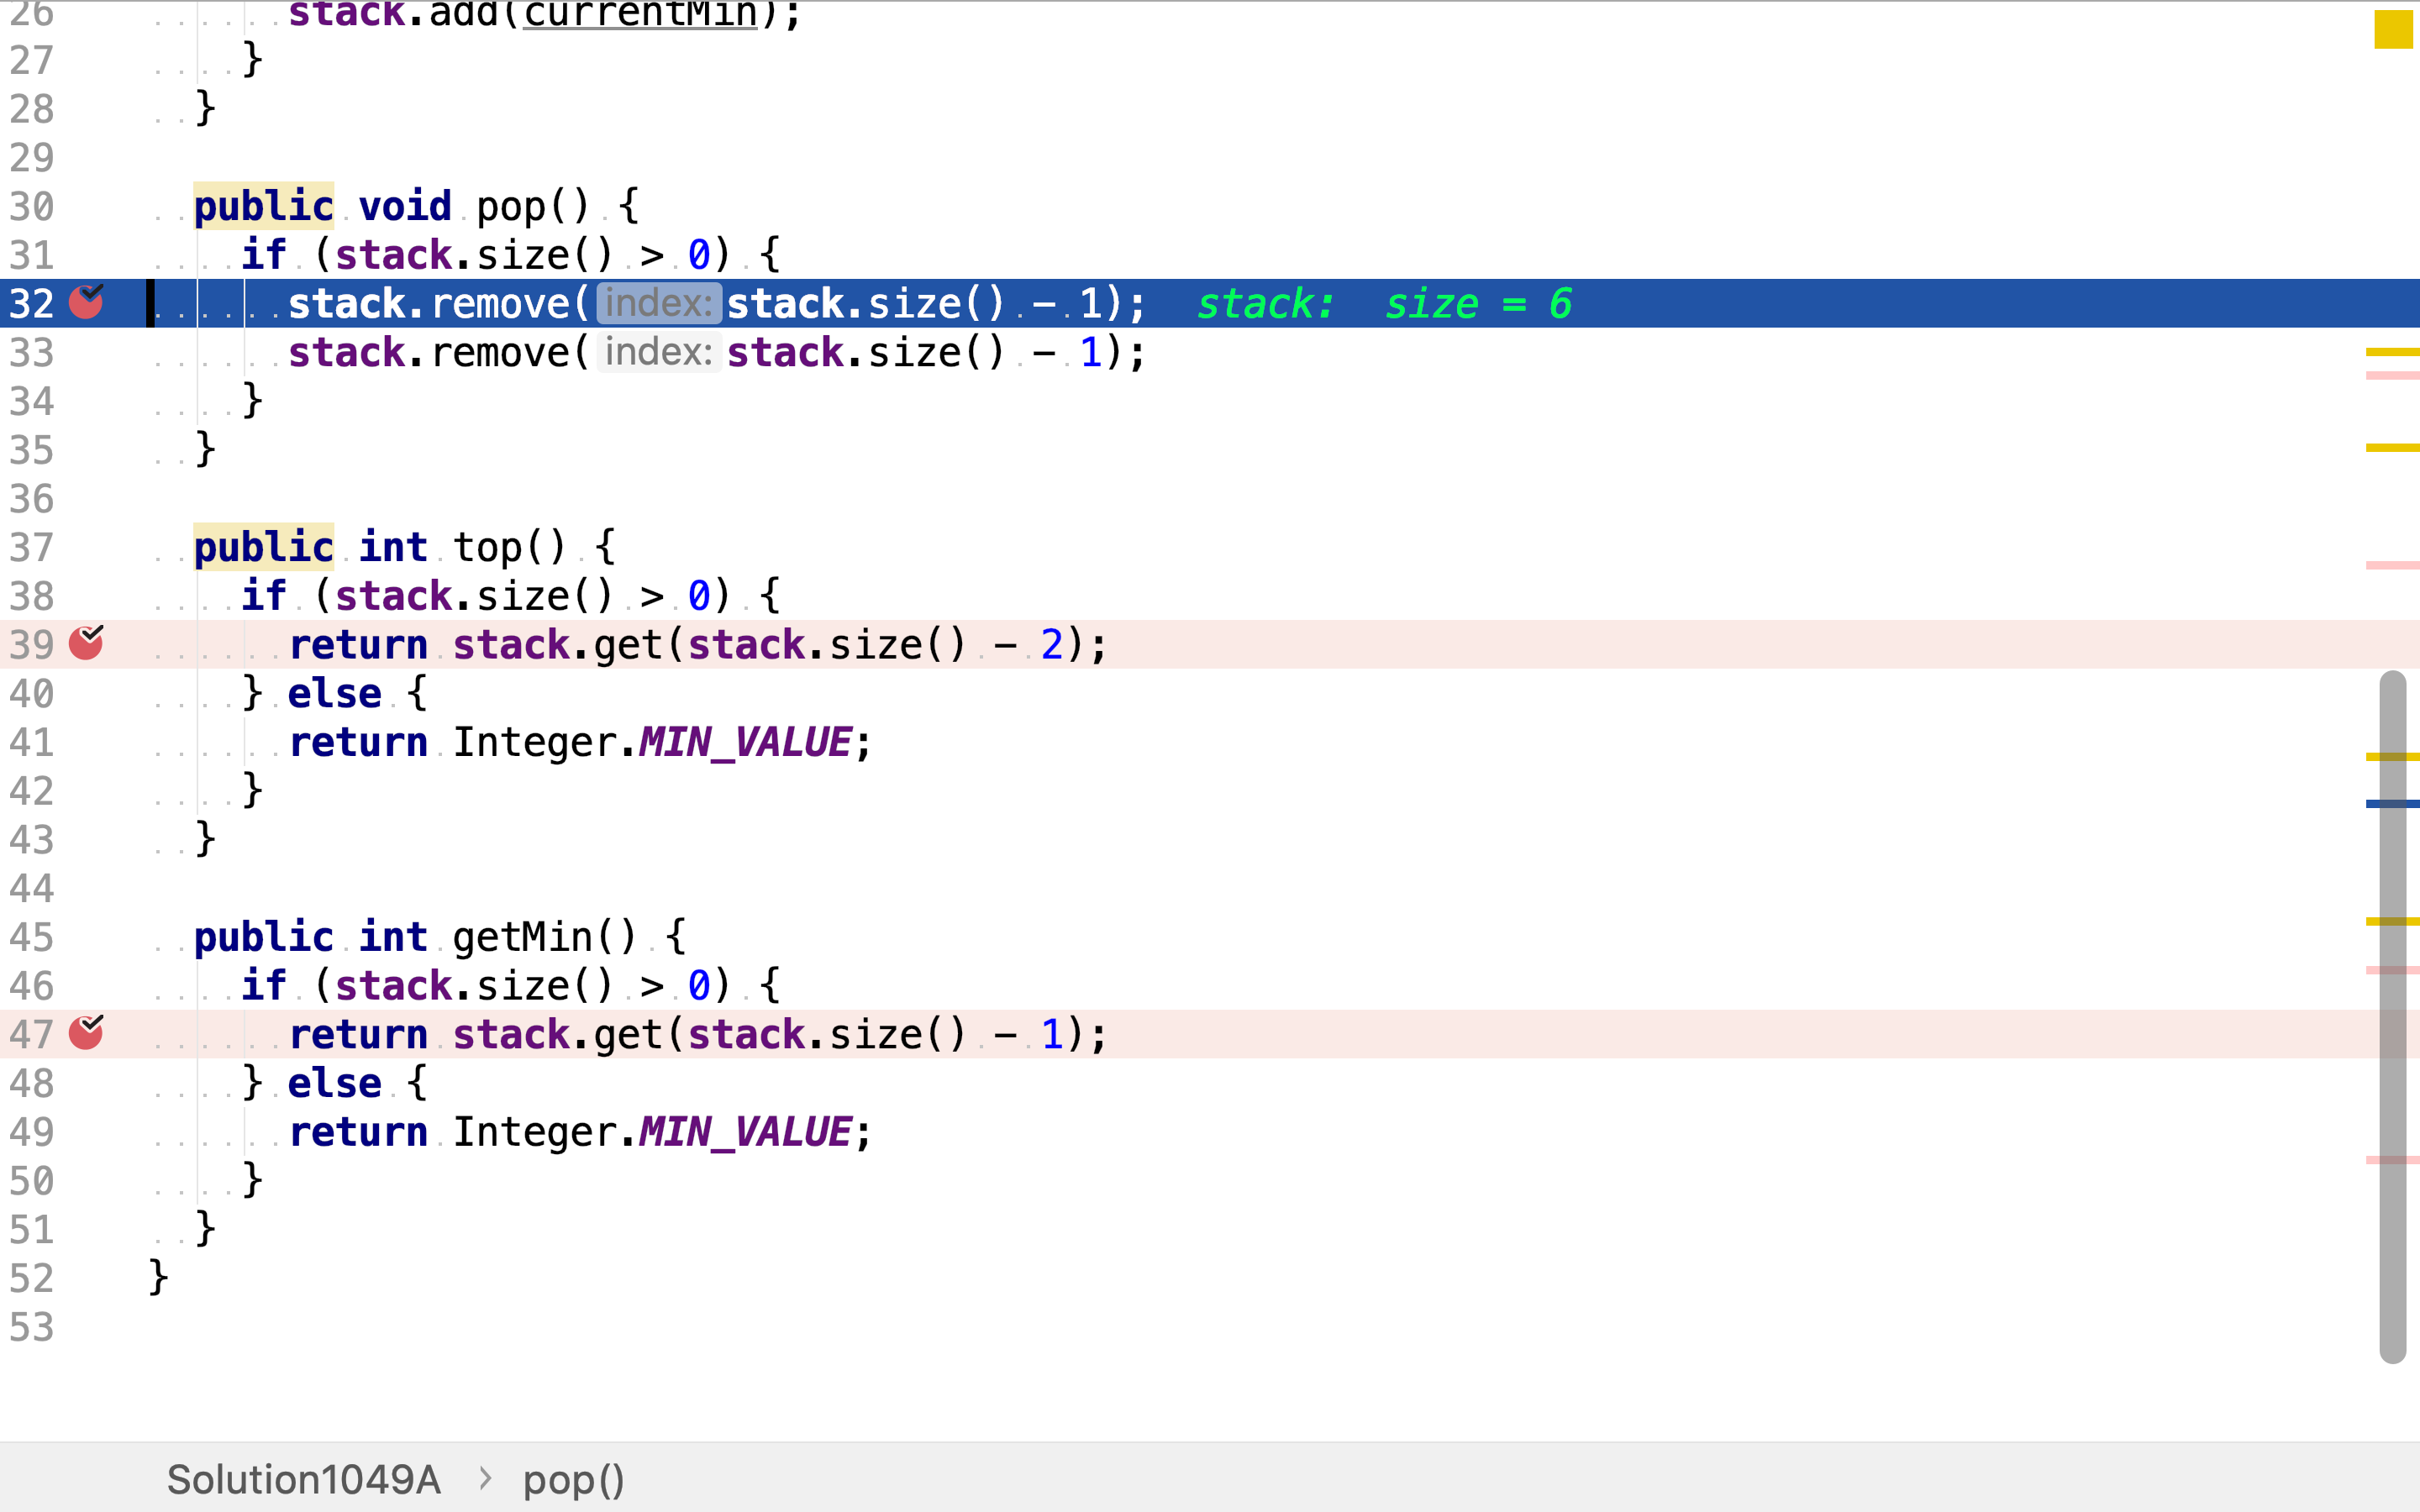 26 stack.add(currentMin);
27 }
28 }
29
30 public void pop() {
31 if (stack.size() > 0) {
32 stack.remove( index: stack.size() - 1); stack: size = 6
33 stack.remove( index: stack.size() - 1);
34 }
35 }
36
37 public int top() {
38 if (stack.size() > 0) {
39 return stack.get(stack.size() - 2);
40 } else {
41 return Integer.MIN_VALUE;
42 }
43 }
44
45 public int getMin() {
46 if (stack.size() > 0) {
47 return stack.get(stack.size() - 1);
48 } else {
49 return Integer.MIN_VALUE;
50 }
51 }
52 }
53
Solution1049A > pop()